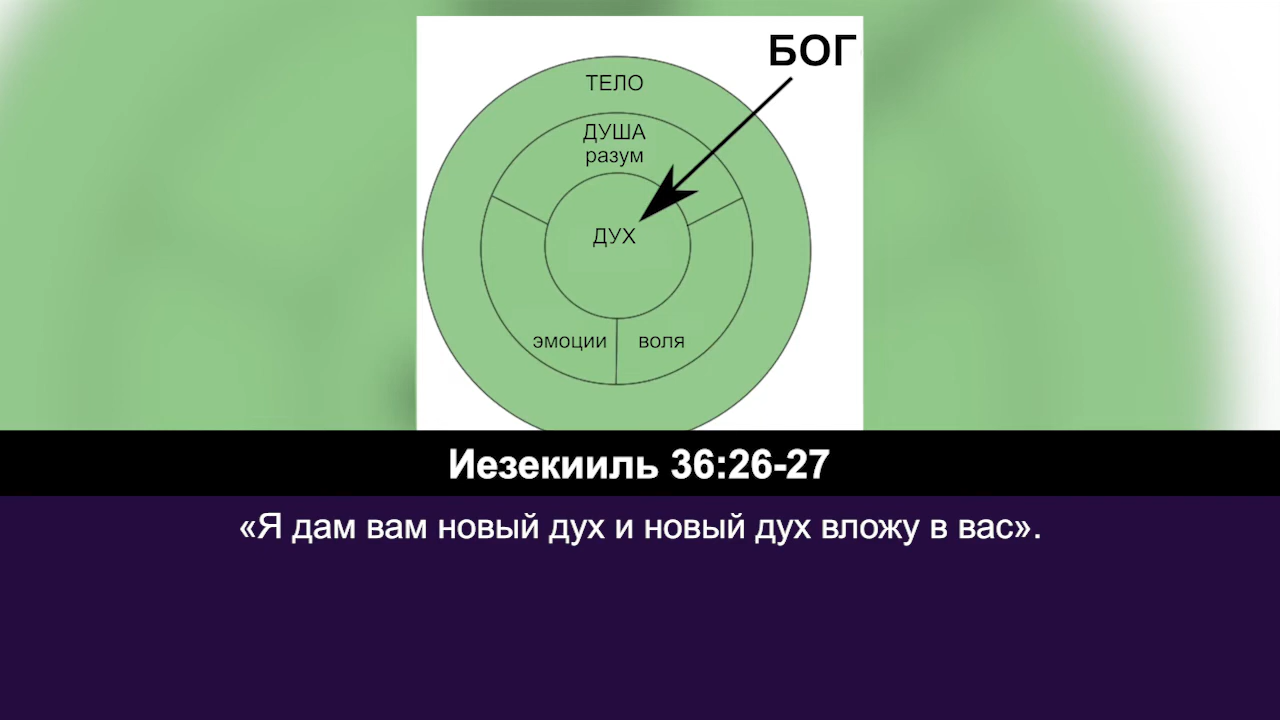 БОГ
ТЕЛО
ДУША
разум
ДУХ
эмоции воля
Иезекииль 36:26-27
«Я дам вам новый дух и новый дух вложу в вас».